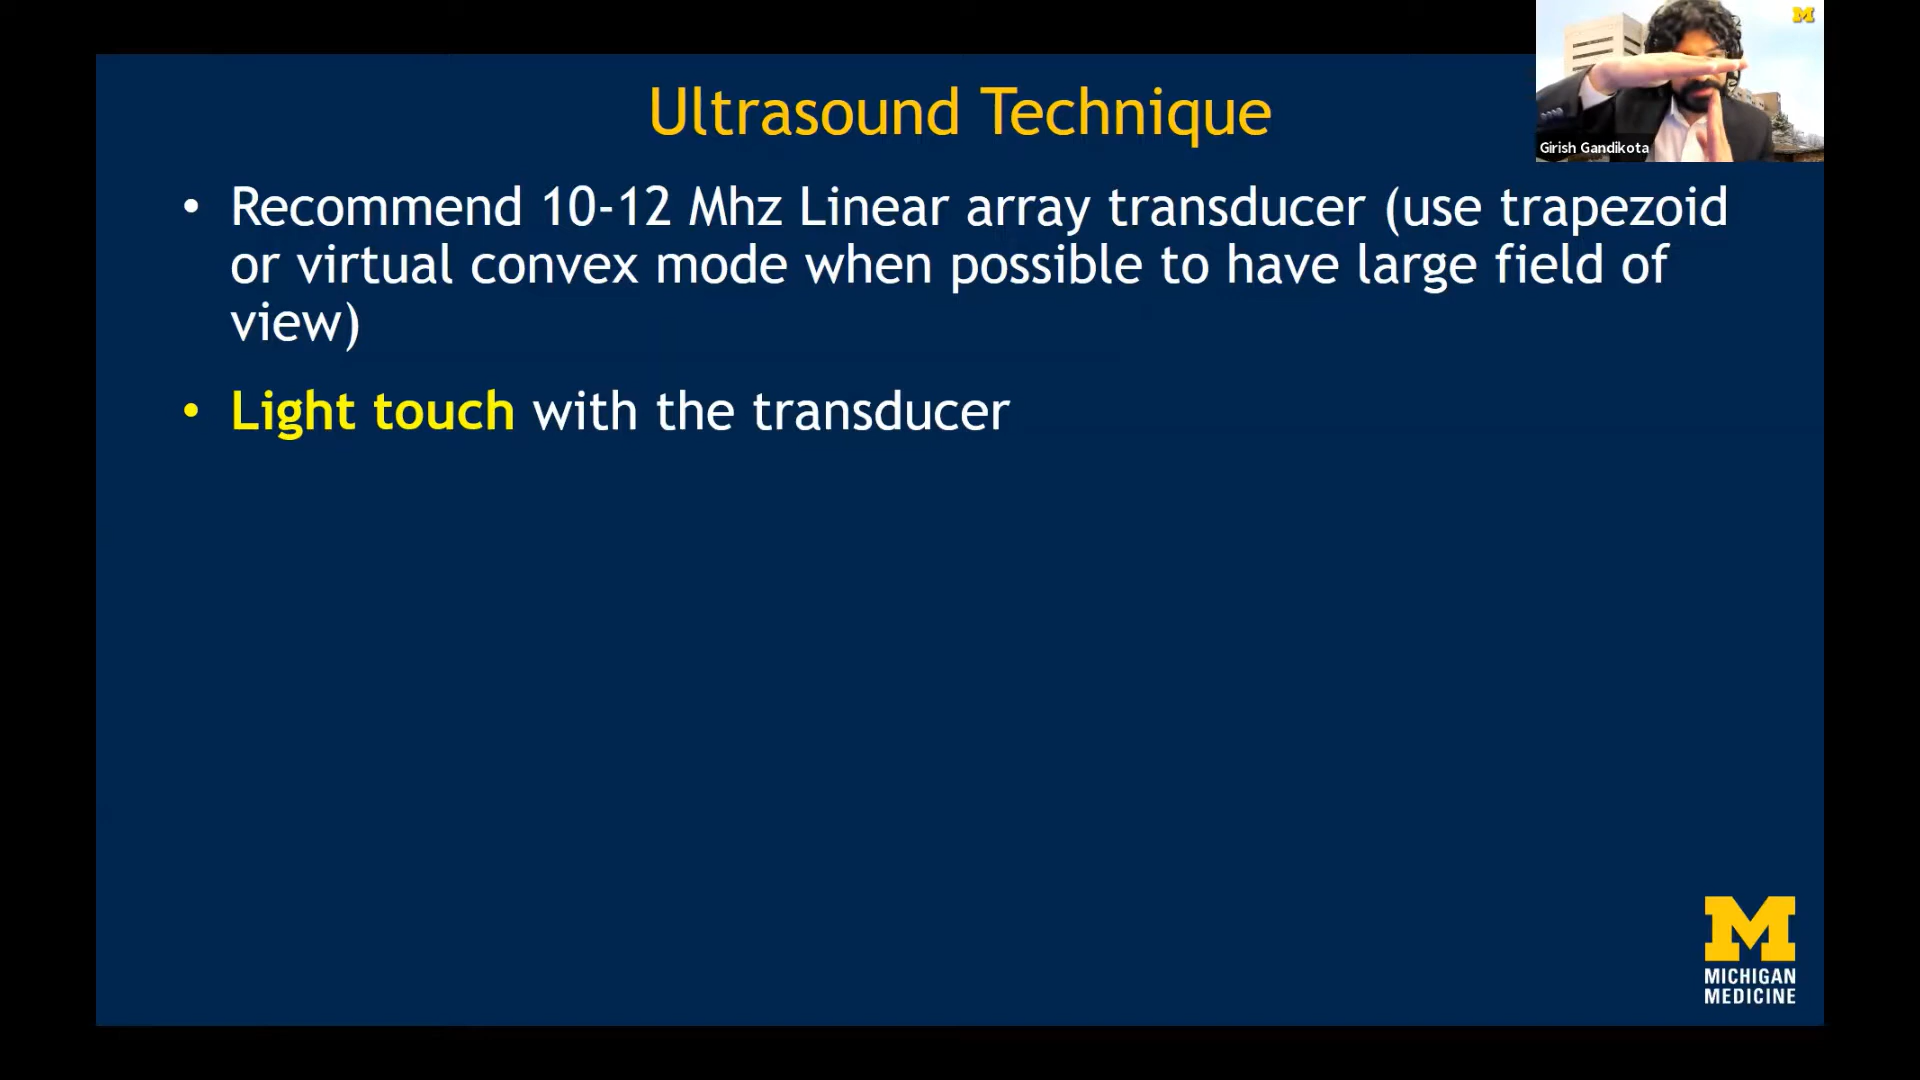 M
Girish Gandikota
Ultrasound Technique
• Recommend 10-12 Mhz Linear array transducer (use trapezoid
or virtual convex mode when possible to have large field of
view)
• Light touch with the transducer
M
MICHIGAN
MEDICINE